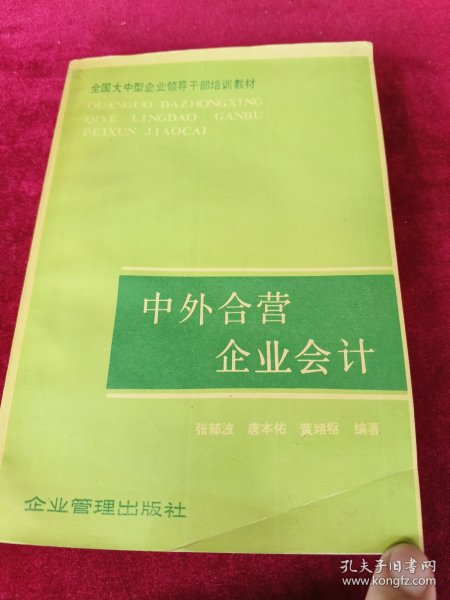 全国大中型企业领导干部培训教材
QUANGUO DAZHONGXING
QIYE LINGDAO GANBU
PEIXUN JIAOCAI
中外合营
企业会计
张郁波 唐本佑 黄翊枢 编著
企业管理出版社
孔夫子旧书网
www.kongfz.com